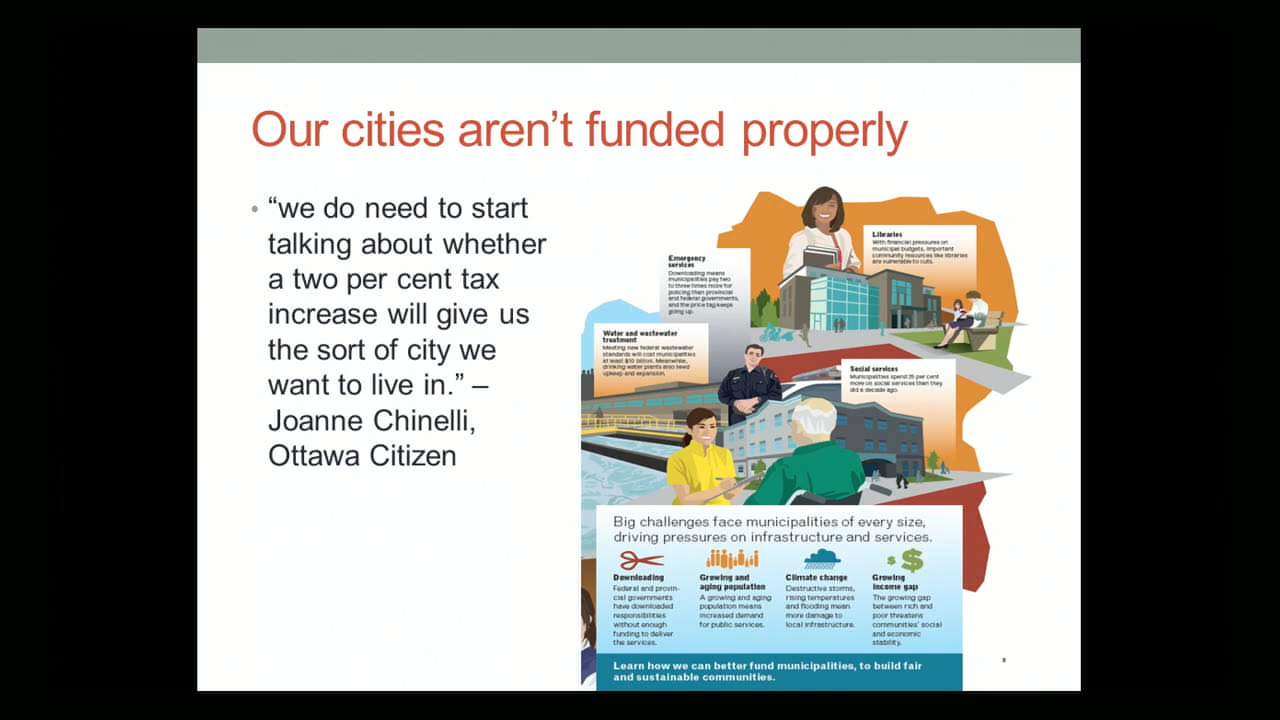 Our cities aren’t funded properly
• “we do need to start
talking about whether
a two per cent tax
increase will give us
the sort of city we
want to live in.” –
Joanne Chinelli,
Ottawa Citizen
Libraries
With financial pressures on
municipal budgets, important
community resources like libraries
are vulnerable to cuts.
Emergency
services
Downloading means
municipalities pay two
to three times more for
policing than provincial
and federal governments,
and the price tag keeps
going up.
Water and wastewater
treatment
Meeting new federal wastewater
standards will cost municipalities
at least $10 billion. Meanwhile,
drinking water plants also need
upkeep and expansion.
Social services
Municipalities spend 25 per cent
more on social services than they
did a decade ago.
Big challenges face municipalities of every size,
driving pressures on infrastructure and services.
Downloading
Federal and provin-
cial governments
have downloaded
responsibilities
without enough
funding to deliver
the services.
Growing and
aging population
A growing and aging
population means
increased demand
for public services.
Climate change
Destructive storms,
rising temperatures
and flooding mean
more damage to
local infrastructure.
$ $
Growing
income gap
The growing gap
between rich and
poor threatens
communities’ social
and economic
stability.
Learn how we can better fund municipalities, to build fair
and sustainable communities.